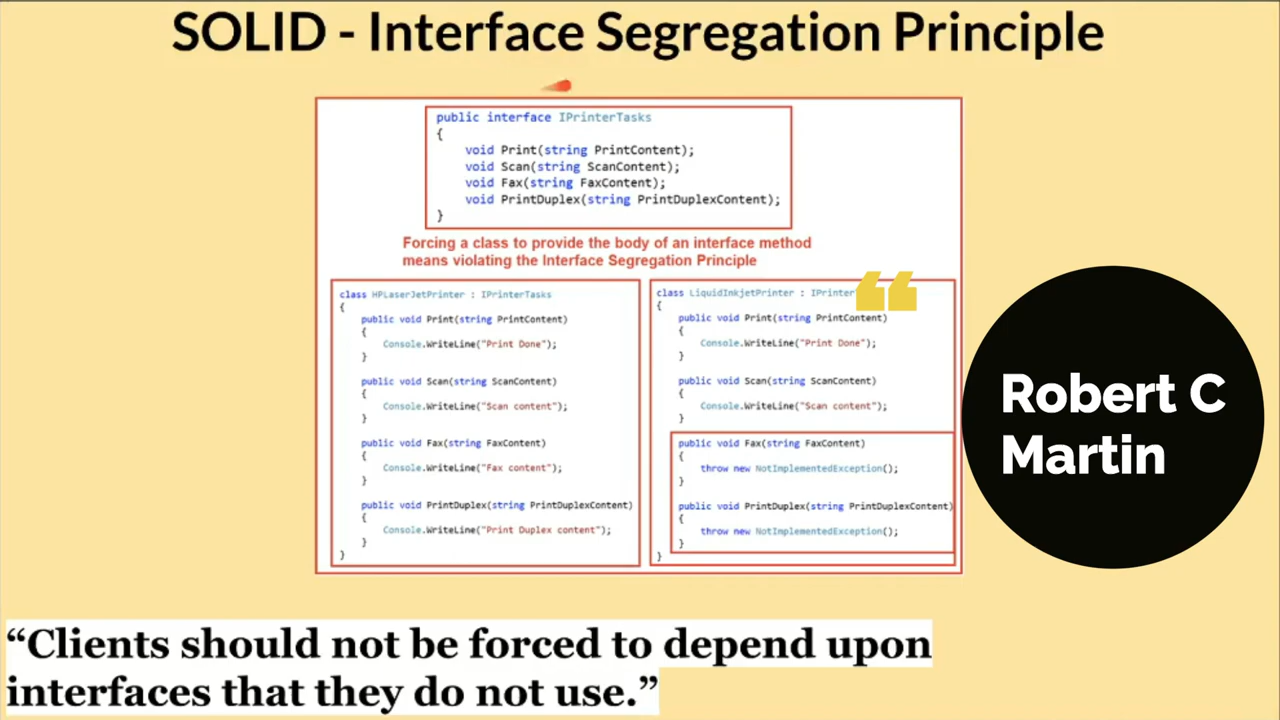 SOLID - Interface Segregation Principle
public interface IPrinterTasks
{
void Print(string PrintContent);
void Scan(string ScanContent);
void Fax(string FaxContent);
void PrintDuplex(string PrintDuplexContent);
}
Forcing a class to provide the body of an interface method
means violating the Interface Segregation Principle
class HPLaserJetPrinter : IPrinterTasks
{
public void Print(string PrintContent)
{
Console.WriteLine("Print Done");
}
public void Scan(string ScanContent)
{
Console.WriteLine("Scan content");
}
public void Fax(string FaxContent)
{
Console.WriteLine("Fax content");
}
public void PrintDuplex(string PrintDuplexContent)
{
Console.WriteLine("Print Duplex content");
}
}
class LiquidInkjetPrinter : IPrinter
{
public void Print(string PrintContent)
{
Console.WriteLine("Print Done");
}
public void Scan(string ScanContent)
{
Console.WriteLine("Scan content");
}
public void Fax(string FaxContent)
{
throw new NotImplementedException();
}
public void PrintDuplex(string PrintDuplexContent)
{
throw new NotImplementedException();
}
}
“
Robert C
Martin
“Clients should not be forced to depend upon
interfaces that they do not use.”